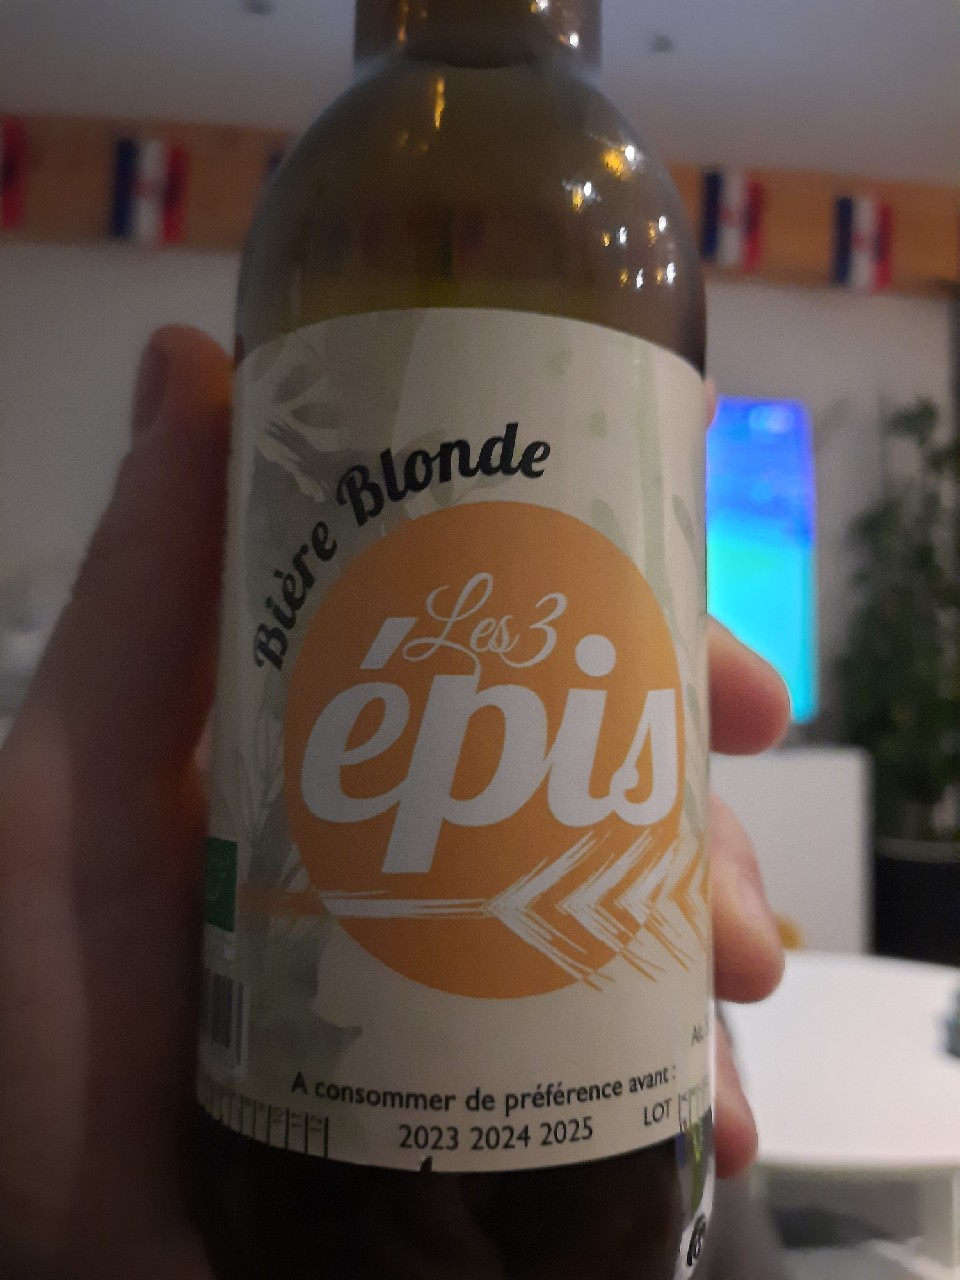 Bière Blonde
Les 3
épis
A consommer de préférence avant :
2023 2024 2025
LOT